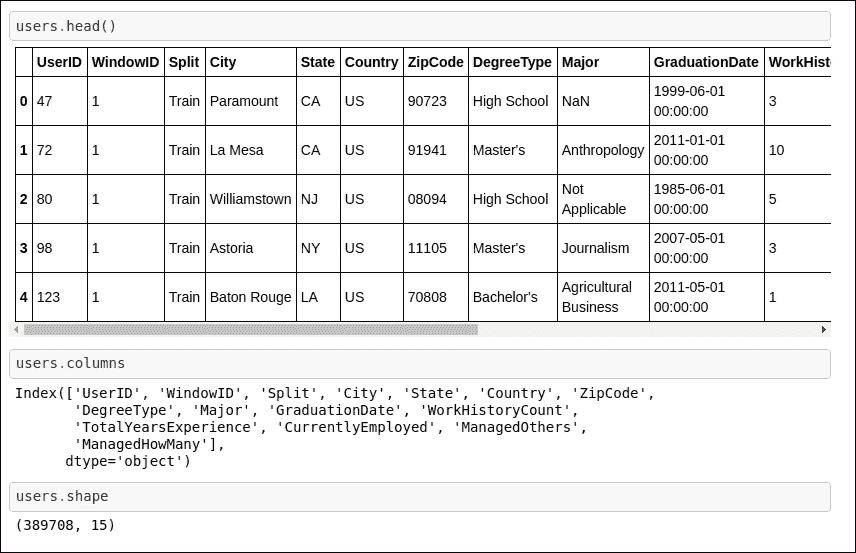 users.head()
UserID WindowID Split City State Country ZipCode DegreeType Major GraduationDate WorkHist
0 47 1 Train Paramount CA US 90723 High School NaN 1999-06-01 00:00:00 3
1 72 1 Train La Mesa CA US 91941 Master's Anthropology 2011-01-01 00:00:00 10
2 80 1 Train Williamstown NJ US 08094 High School Not Applicable 1985-06-01 00:00:00 5
3 98 1 Train Astoria NY US 11105 Master's Journalism 2007-05-01 00:00:00 3
4 123 1 Train Baton Rouge LA US 70808 Bachelor's Agricultural Business 2011-05-01 00:00:00 1
users.columns
Index(['UserID', 'WindowID', 'Split', 'City', 'State', 'Country', 'ZipCode',
'DegreeType', 'Major', 'GraduationDate', 'WorkHistoryCount',
'TotalYearsExperience', 'CurrentlyEmployed', 'ManagedOthers',
'ManagedHowMany'],
dtype='object')
users.shape
(389708, 15)